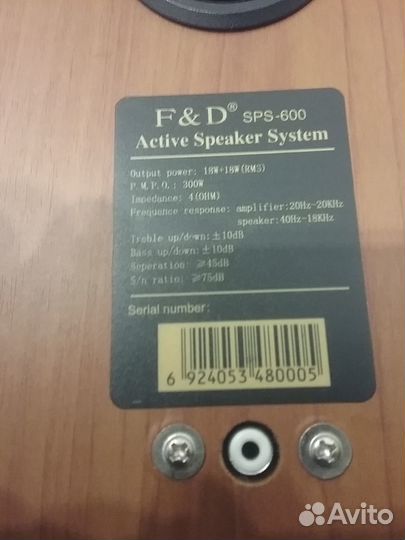 F&D® SPS-600
Active Speaker System
Output power: 18W+18W(RMS)
P.M.P.O.: 300W
Impedance: 4(OHM)
Frequence response: amplifier:20Hz-20KHz
speaker:40Hz-18KHz
Treble up/down:±10dB
Bass up/down:±10dB
Seperation: ≥45dB
S/n ratio: ≥75dB
Serial number:
6 924053 480005
Avito